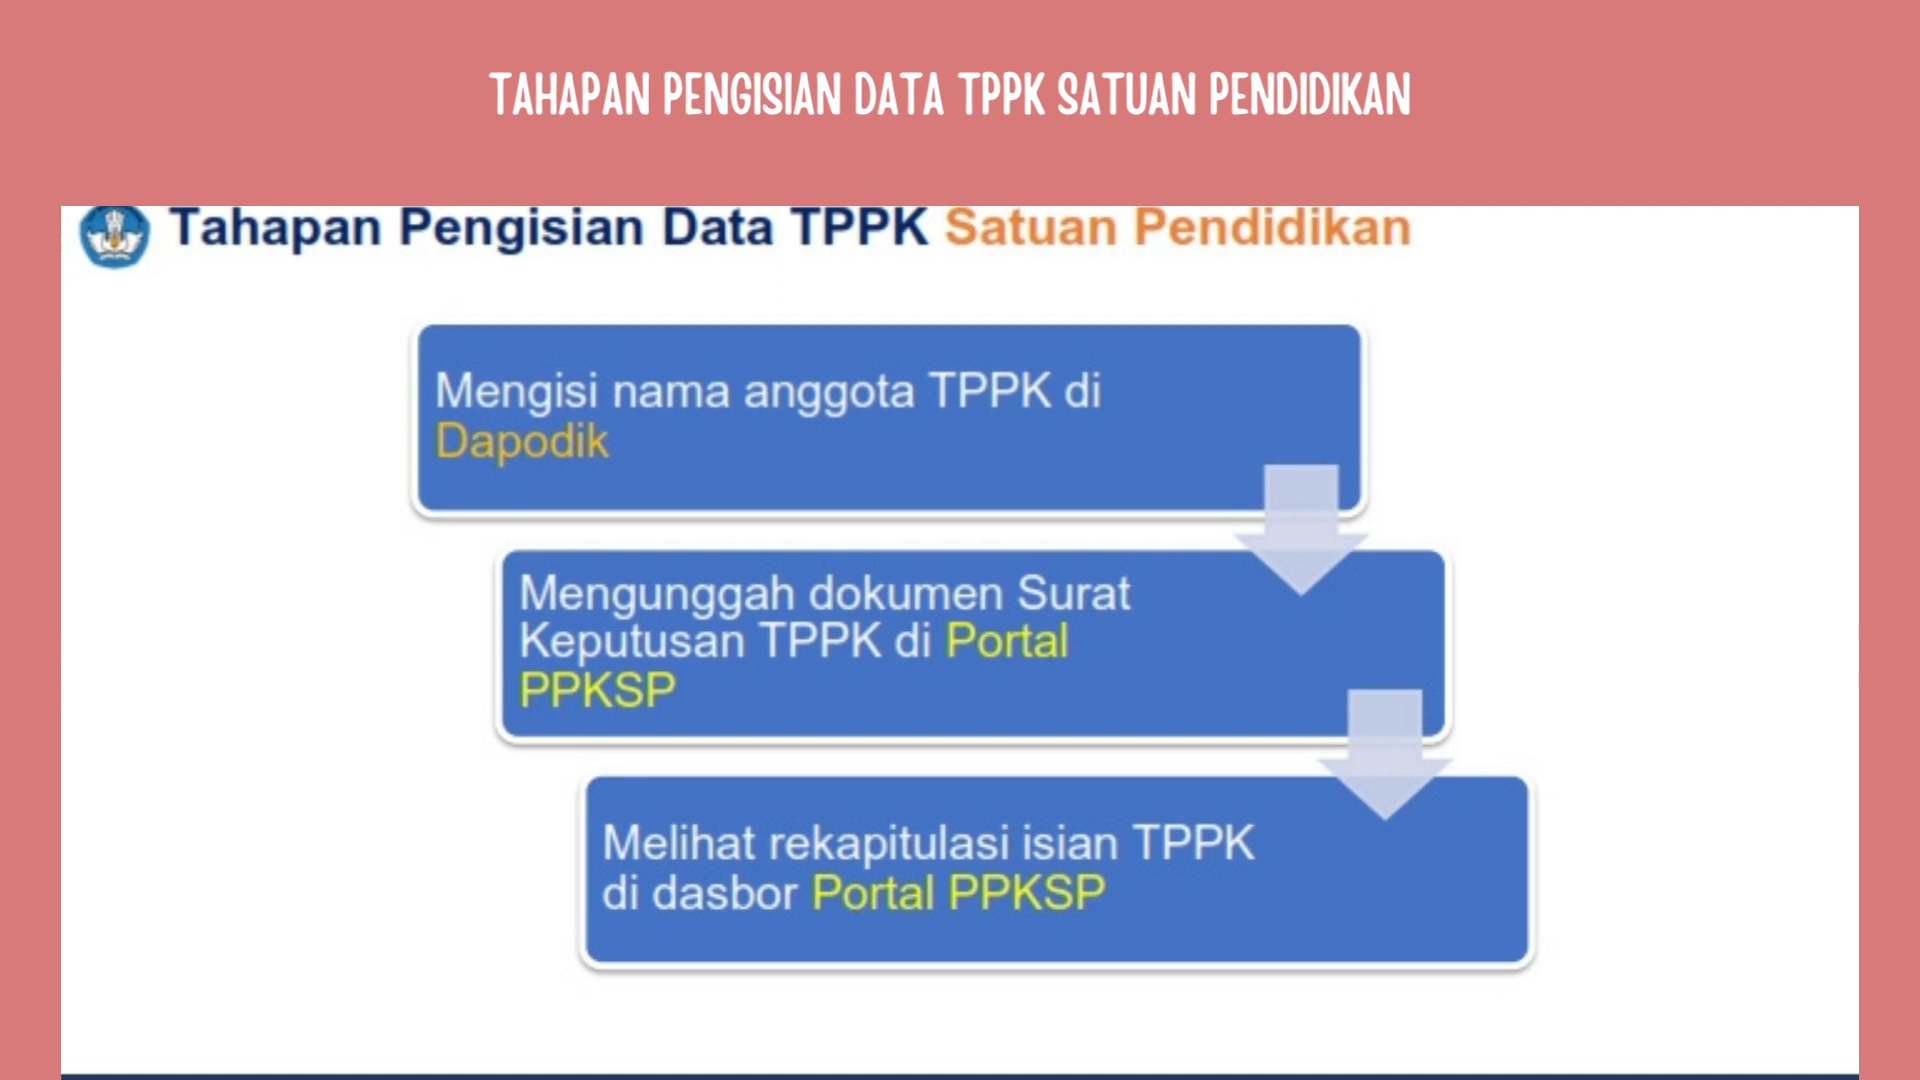 TAHAPAN PENGISIAN DATA TPPK SATUAN PENDIDIKAN
Tahapan Pengisian Data TPPK Satuan Pendidikan
Mengisi nama anggota TPPK di
Dapodik
Mengunggah dokumen Surat
Keputusan TPPK di Portal
PPKSP
Melihat rekapitulasi isian TPPK
di dasbor Portal PPKSP